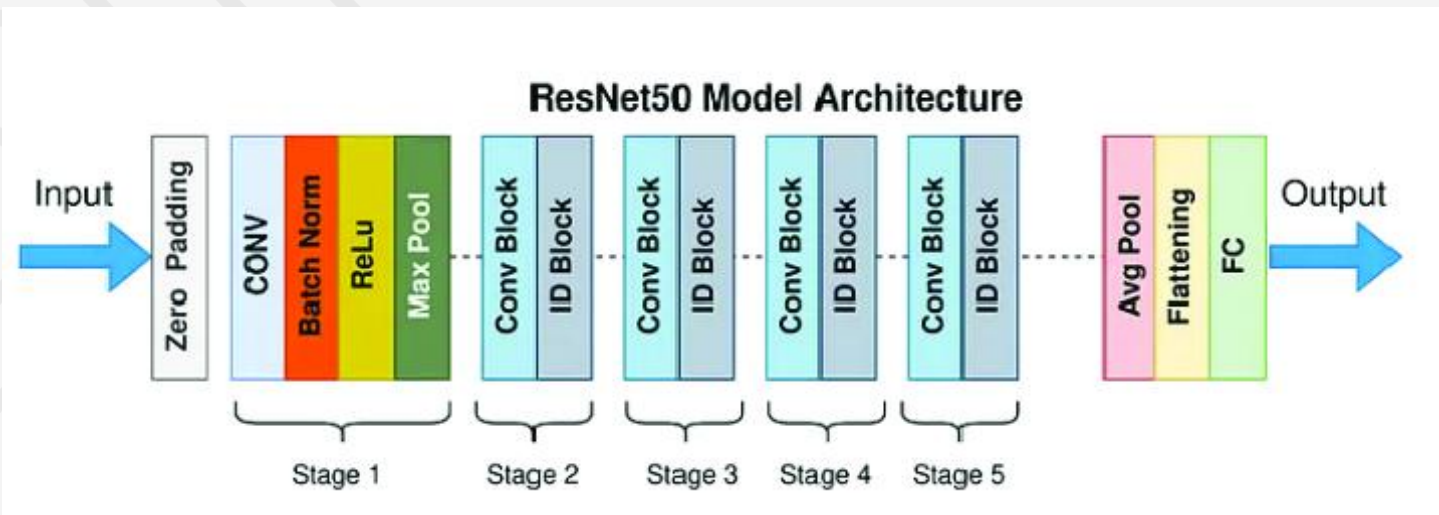 ResNet50 Model Architecture
Input
Zero Padding
CONV
Batch Norm
ReLu
Max Pool
Conv Block
ID Block
Conv Block
ID Block
Conv Block
ID Block
Conv Block
ID Block
Avg Pool
Flattening
FC
Output
Stage 1
Stage 2
Stage 3
Stage 4
Stage 5